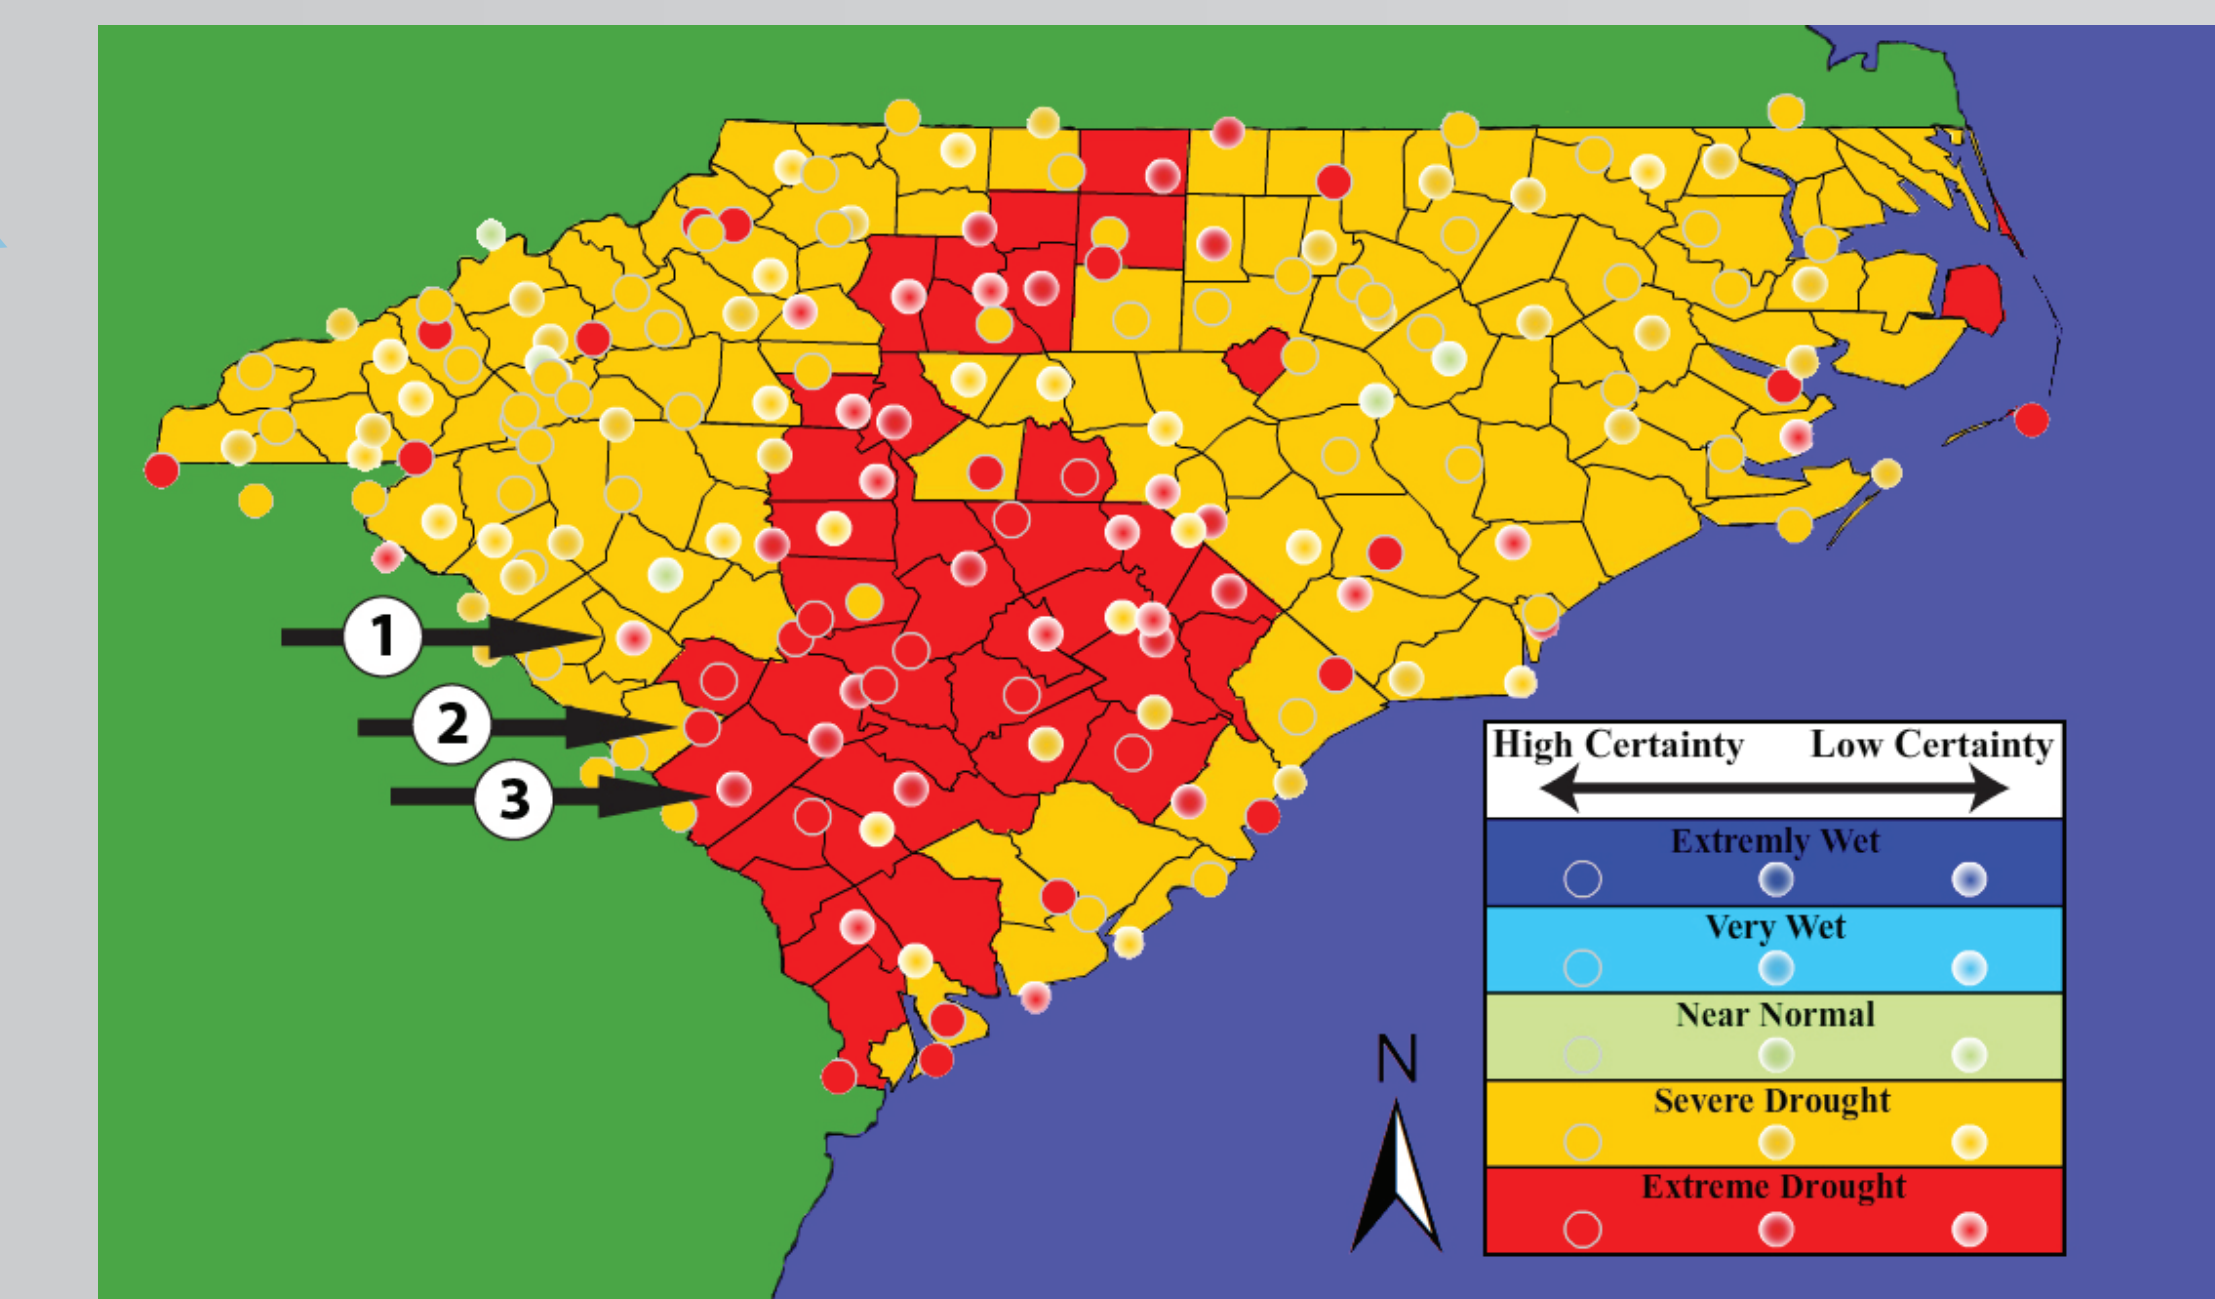 1
2
3
High Certainty Low Certainty
Extremly Wet
Very Wet
Near Normal
Severe Drought
Extreme Drought
N